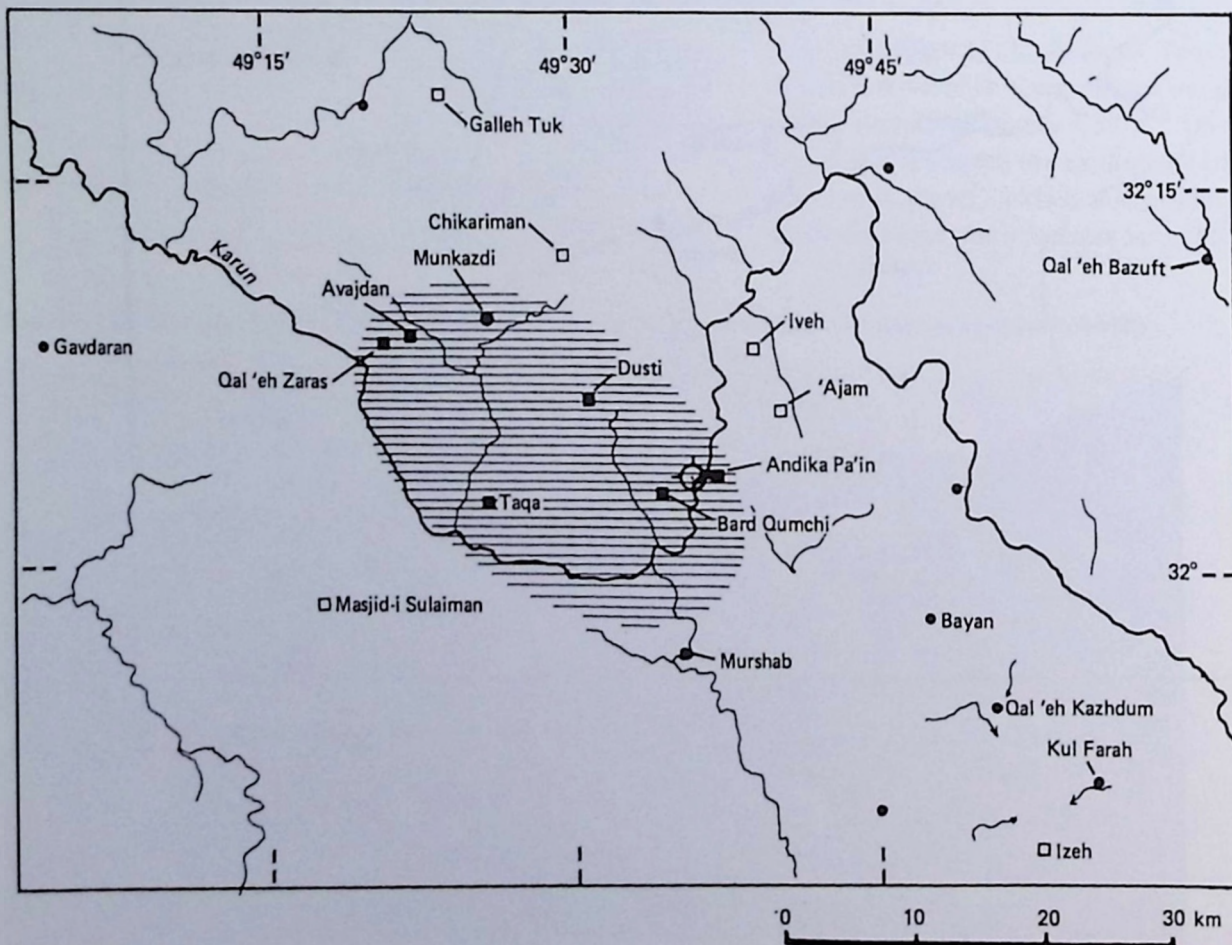 49°15′
49°30′
49°45′
Galleh Tuk
32°15′
Chikariman
Karun
Munkazdi
Qal ‘eh Bazuft
Avajdan
Iveh
Gavdaran
Dusti
Qal ‘eh Zaras
‘Ajam
Andika Pa’in
Taqa
Bard Qumchi
32°
Masjid-i Sulaiman
Bayan
Murshab
Qal ‘eh Kazhdum
Kul Farah
Izeh
0 10 20 30 km